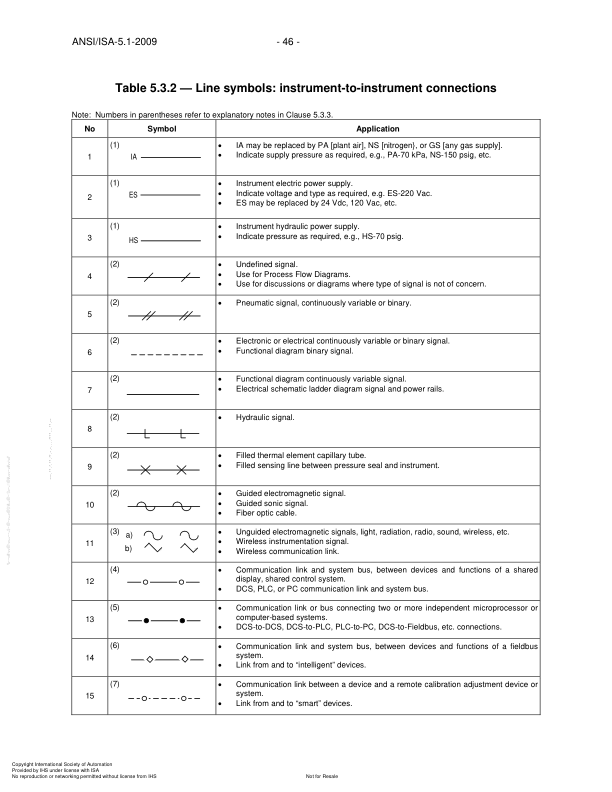 ANSI/ISA-5.1-2009 - 46 -
Table 5.3.2 — Line symbols: instrument-to-instrument connections
Note: Numbers in parentheses refer to explanatory notes in Clause 5.3.3.
No Symbol Application
1 (1) IA • IA may be replaced by PA [plant air], NS [nitrogen}, or GS [any gas supply].
• Indicate supply pressure as required, e.g., PA-70 kPa, NS-150 psig, etc.
2 (1) ES • Instrument electric power supply.
• Indicate voltage and type as required, e.g. ES-220 Vac.
• ES may be replaced by 24 Vdc, 120 Vac, etc.
3 (1) HS • Instrument hydraulic power supply.
• Indicate pressure as required, e.g., HS-70 psig.
4 (2) • Undefined signal.
• Use for Process Flow Diagrams.
• Use for discussions or diagrams where type of signal is not of concern.
5 (2) • Pneumatic signal, continuously variable or binary.
6 (2) • Electronic or electrical continuously variable or binary signal.
• Functional diagram binary signal.
7 (2) • Functional diagram continuously variable signal.
• Electrical schematic ladder diagram signal and power rails.
8 (2) • Hydraulic signal.
9 (2) • Filled thermal element capillary tube.
• Filled sensing line between pressure seal and instrument.
10 (2) • Guided electromagnetic signal.
• Guided sonic signal.
• Fiber optic cable.
11 (3) a) • Unguided electromagnetic signals, light, radiation, radio, sound, wireless, etc.
• Wireless instrumentation signal.
b) • Wireless communication link.
12 (4) • Communication link and system bus, between devices and functions of a shared
display, shared control system.
• DCS, PLC, or PC communication link and system bus.
13 (5) • Communication link or bus connecting two or more independent microprocessor or
computer-based systems.
• DCS-to-DCS, DCS-to-PLC, PLC-to-PC, DCS-to-Fieldbus, etc. connections.
14 (6) • Communication link and system bus, between devices and functions of a fieldbus
system.
• Link from and to “intelligent” devices.
15 (7) • Communication link between a device and a remote calibration adjustment device or
system.
• Link from and to “smart” devices.
Copyright International Society of Automation
Provided by IHS under license with ISA
No reproduction or networking permitted without license from IHS Not for Resale